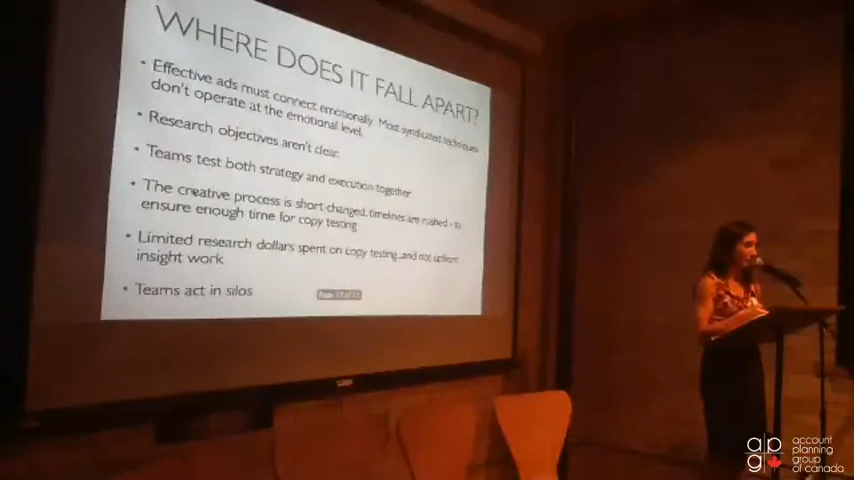 WHERE DOES IT FALL APART?
• Effective ads must connect emotionally. Most syndicated techniques
don't operate at the emotional level.
• Research objectives aren't clear.
• Teams test both strategy and execution together
• The creative process is short-changed, timelines are rushed - to
ensure enough time for copy testing
• Limited research dollars spent on copy testing...and not upfront
insight work
• Teams act in silos
apg
account
planning
group
of canada